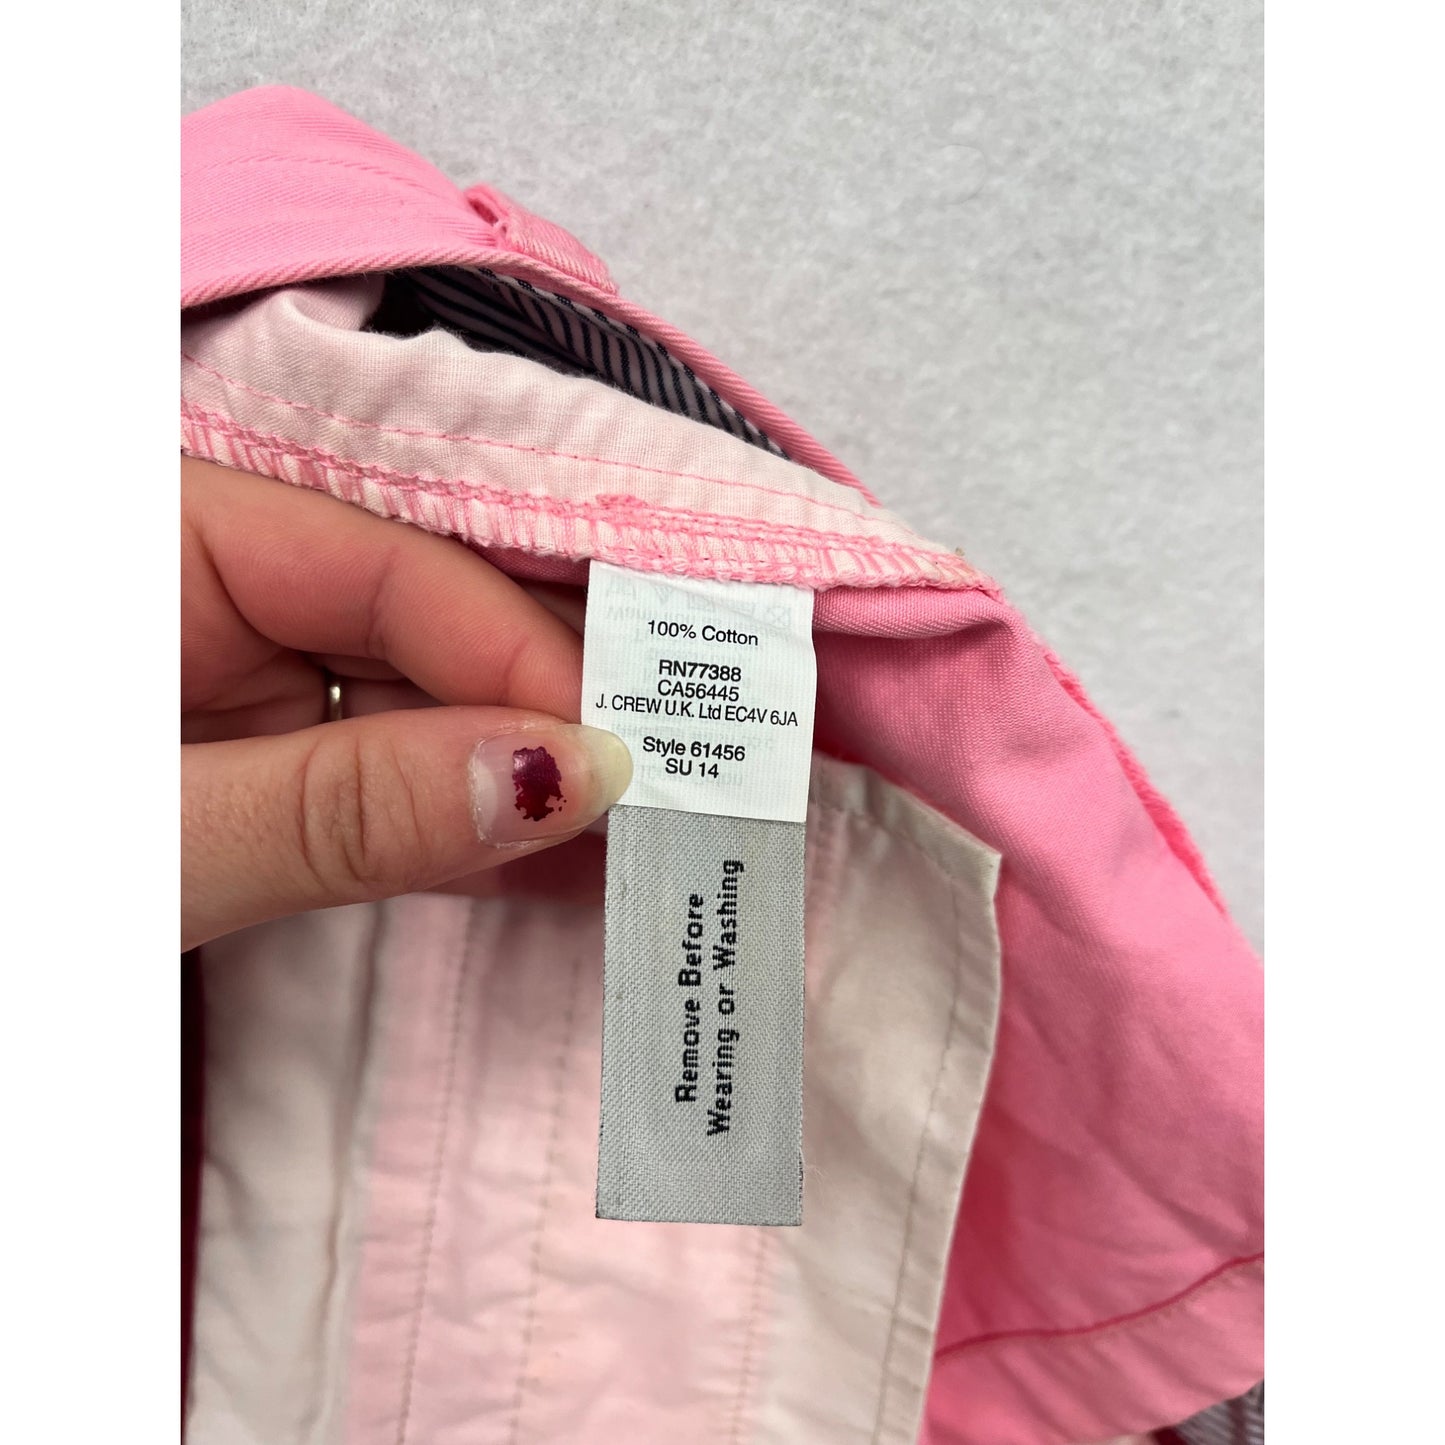 100% Cotton
RN77388
CA56445
J. CREW U.K. Ltd EC4V 6JA
Style 61456
SU 14
Remove Before
Wearing or Washing